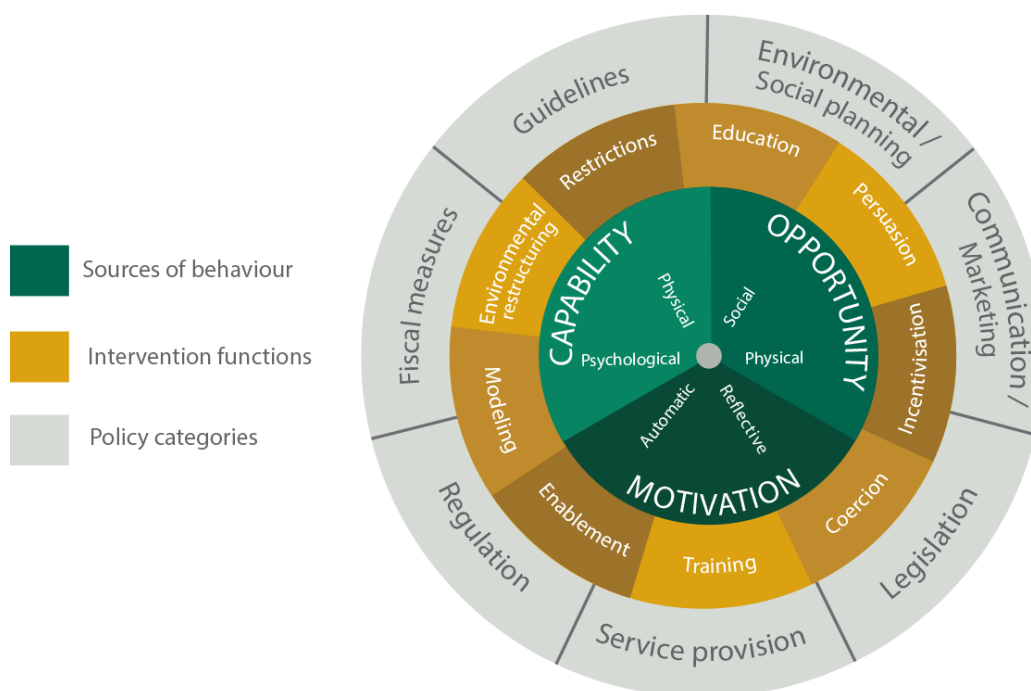 Sources of behaviour
Intervention functions
Policy categories
Guidelines
Environmental /
Social planning
Communication /
Marketing
Legislation
Service provision
Regulation
Fiscal measures
Restrictions
Education
Persuasion
Incentivisation
Coercion
Training
Enablement
Modeling
Environmental
restructuring
CAPABILITY
Physical
Psychological
OPPORTUNITY
Social
Physical
MOTIVATION
Automatic
Reflective